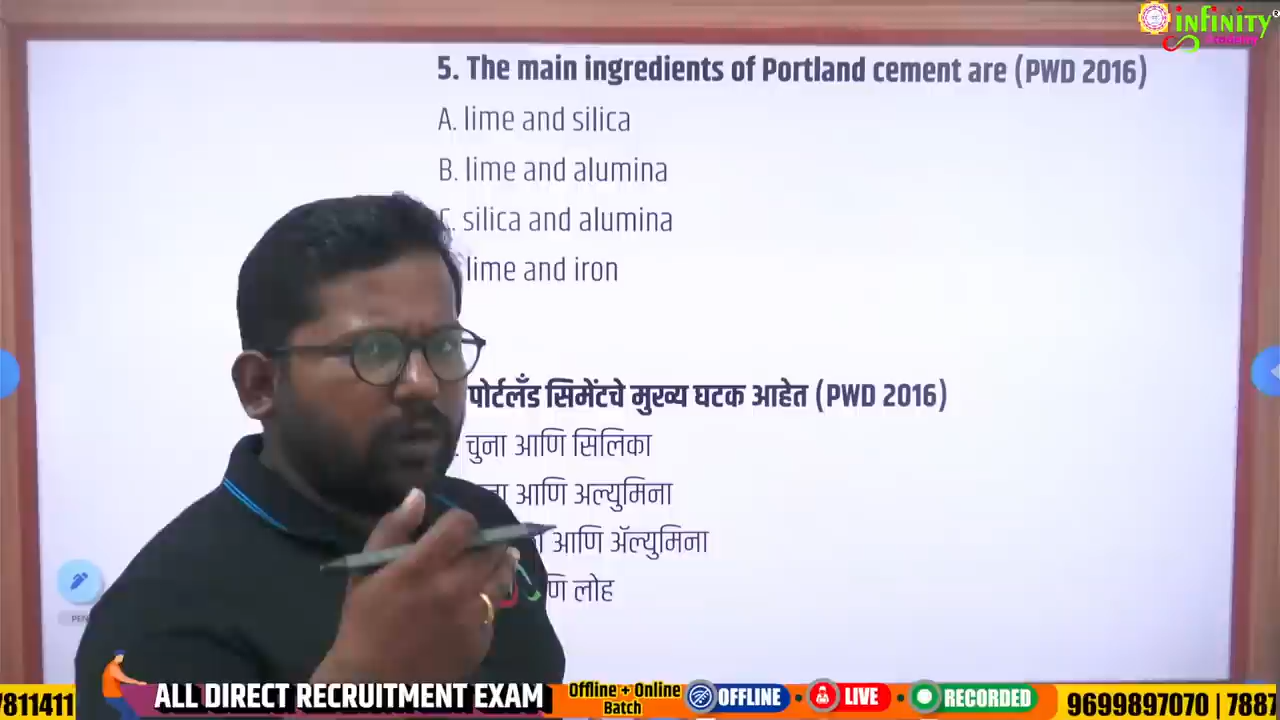 infinity
5. The main ingredients of Portland cement are (PWD 2016)
A. lime and silica
B. lime and alumina
C. silica and alumina
lime and iron
पोर्टलँड सिमेंटचे मुख्य घटक आहेत (PWD 2016)
चुना आणि सिलिका
आणि अल्युमिना
आणि ॲल्युमिना
लोह
PEN
7811411
ALL DIRECT RECRUITMENT EXAM
Offline + Online
Batch
OFFLINE • LIVE • RECORDED
9699897070 | 7887